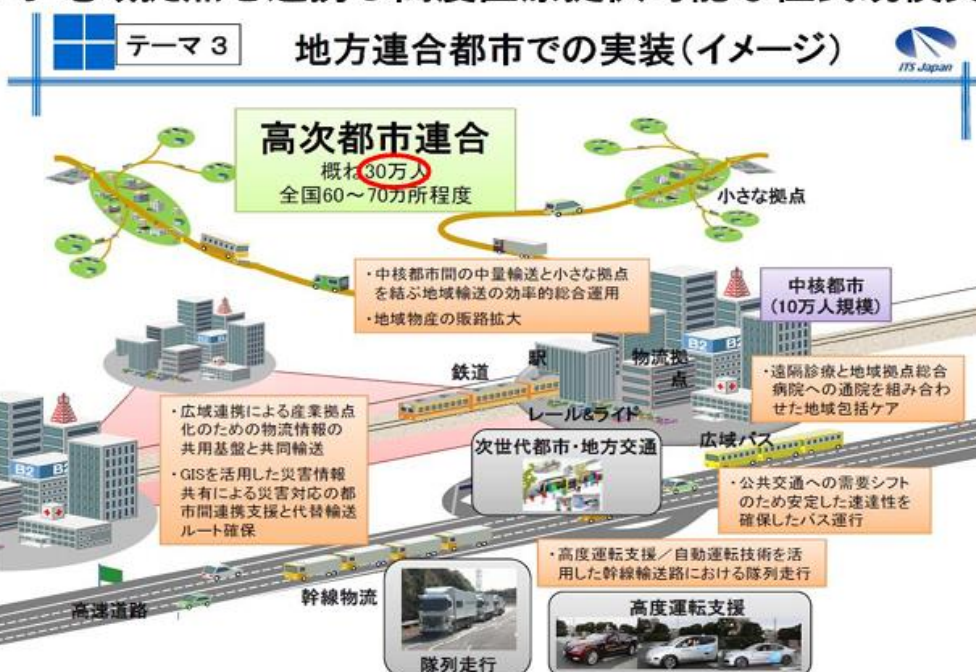 テーマ 3
地方連合都市での実装(イメージ)
ITS Japan
高次都市連合
概ね30万人
全国60～70カ所程度
小さな拠点
・中核都市間の中量輸送と小さな拠点
を結ぶ地域輸送の効率的総合運用
・地域物産の販路拡大
中核都市
(10万人規模)
鉄道
駅
物流拠
点
レール&ライド
B2
B2
B2
B2
B2
B2
・遠隔診療と地域拠点総合
病院への通院を組み合わ
せた地域包括ケア
・広域連携による産業拠点
化のための物流情報の
共用基盤と共同輸送
・GISを活用した災害情報
共有による災害対応の都
市間連携支援と代替輸送
ルート確保
次世代都市・地方交通
広域バス
・公共交通への需要シフト
のため安定した速達性を
確保したバス運行
・高度運転支援／自動運転技術を活
用した幹線輸送路における隊列走行
高速道路
幹線物流
隊列走行
高度運転支援